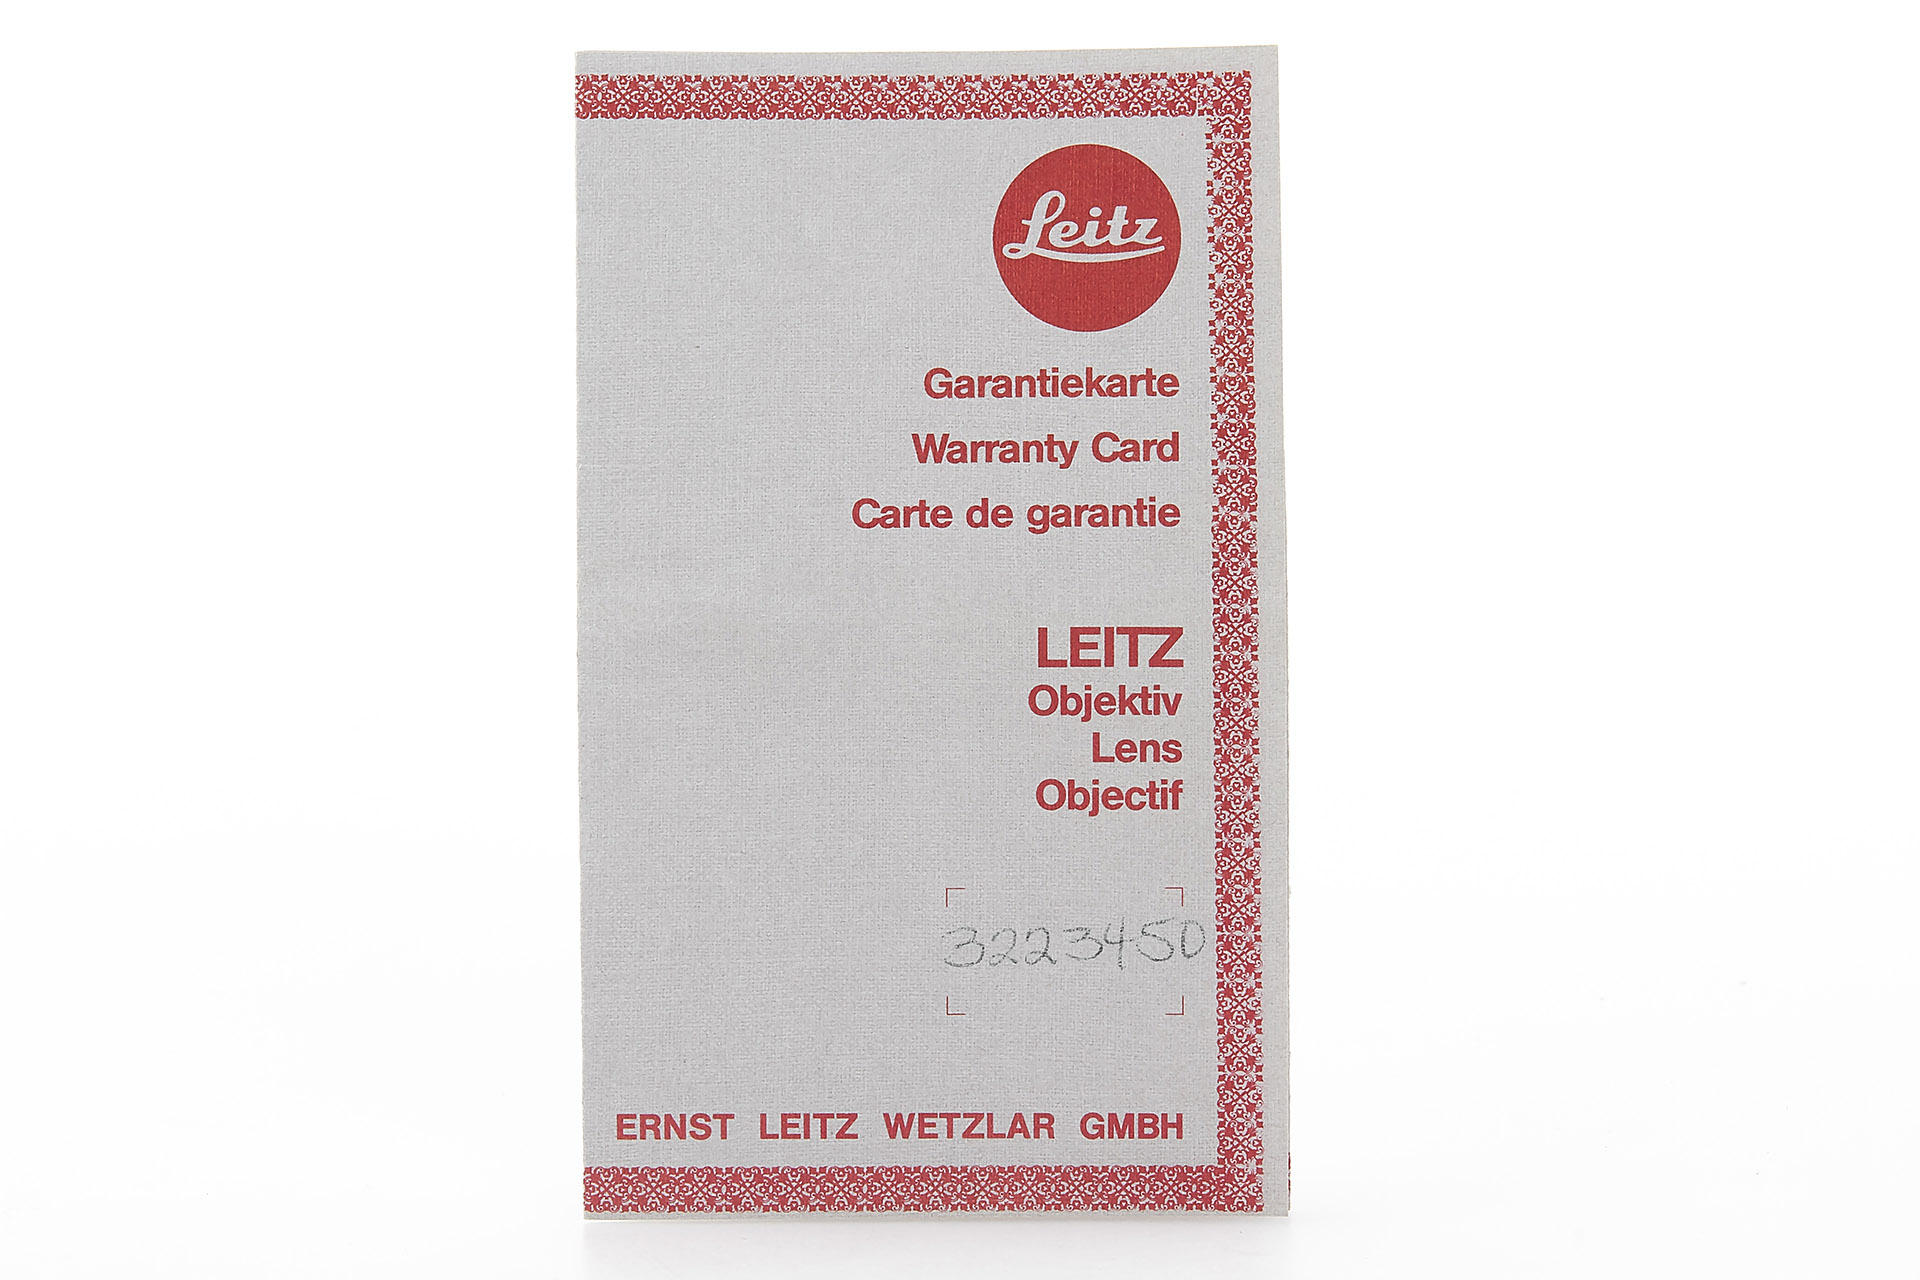 Leitz
Garantiekarte
Warranty Card
Carte de garantie
LEITZ
Objektiv
Lens
Objectif
3223450
ERNST LEITZ WETZLAR GMBH